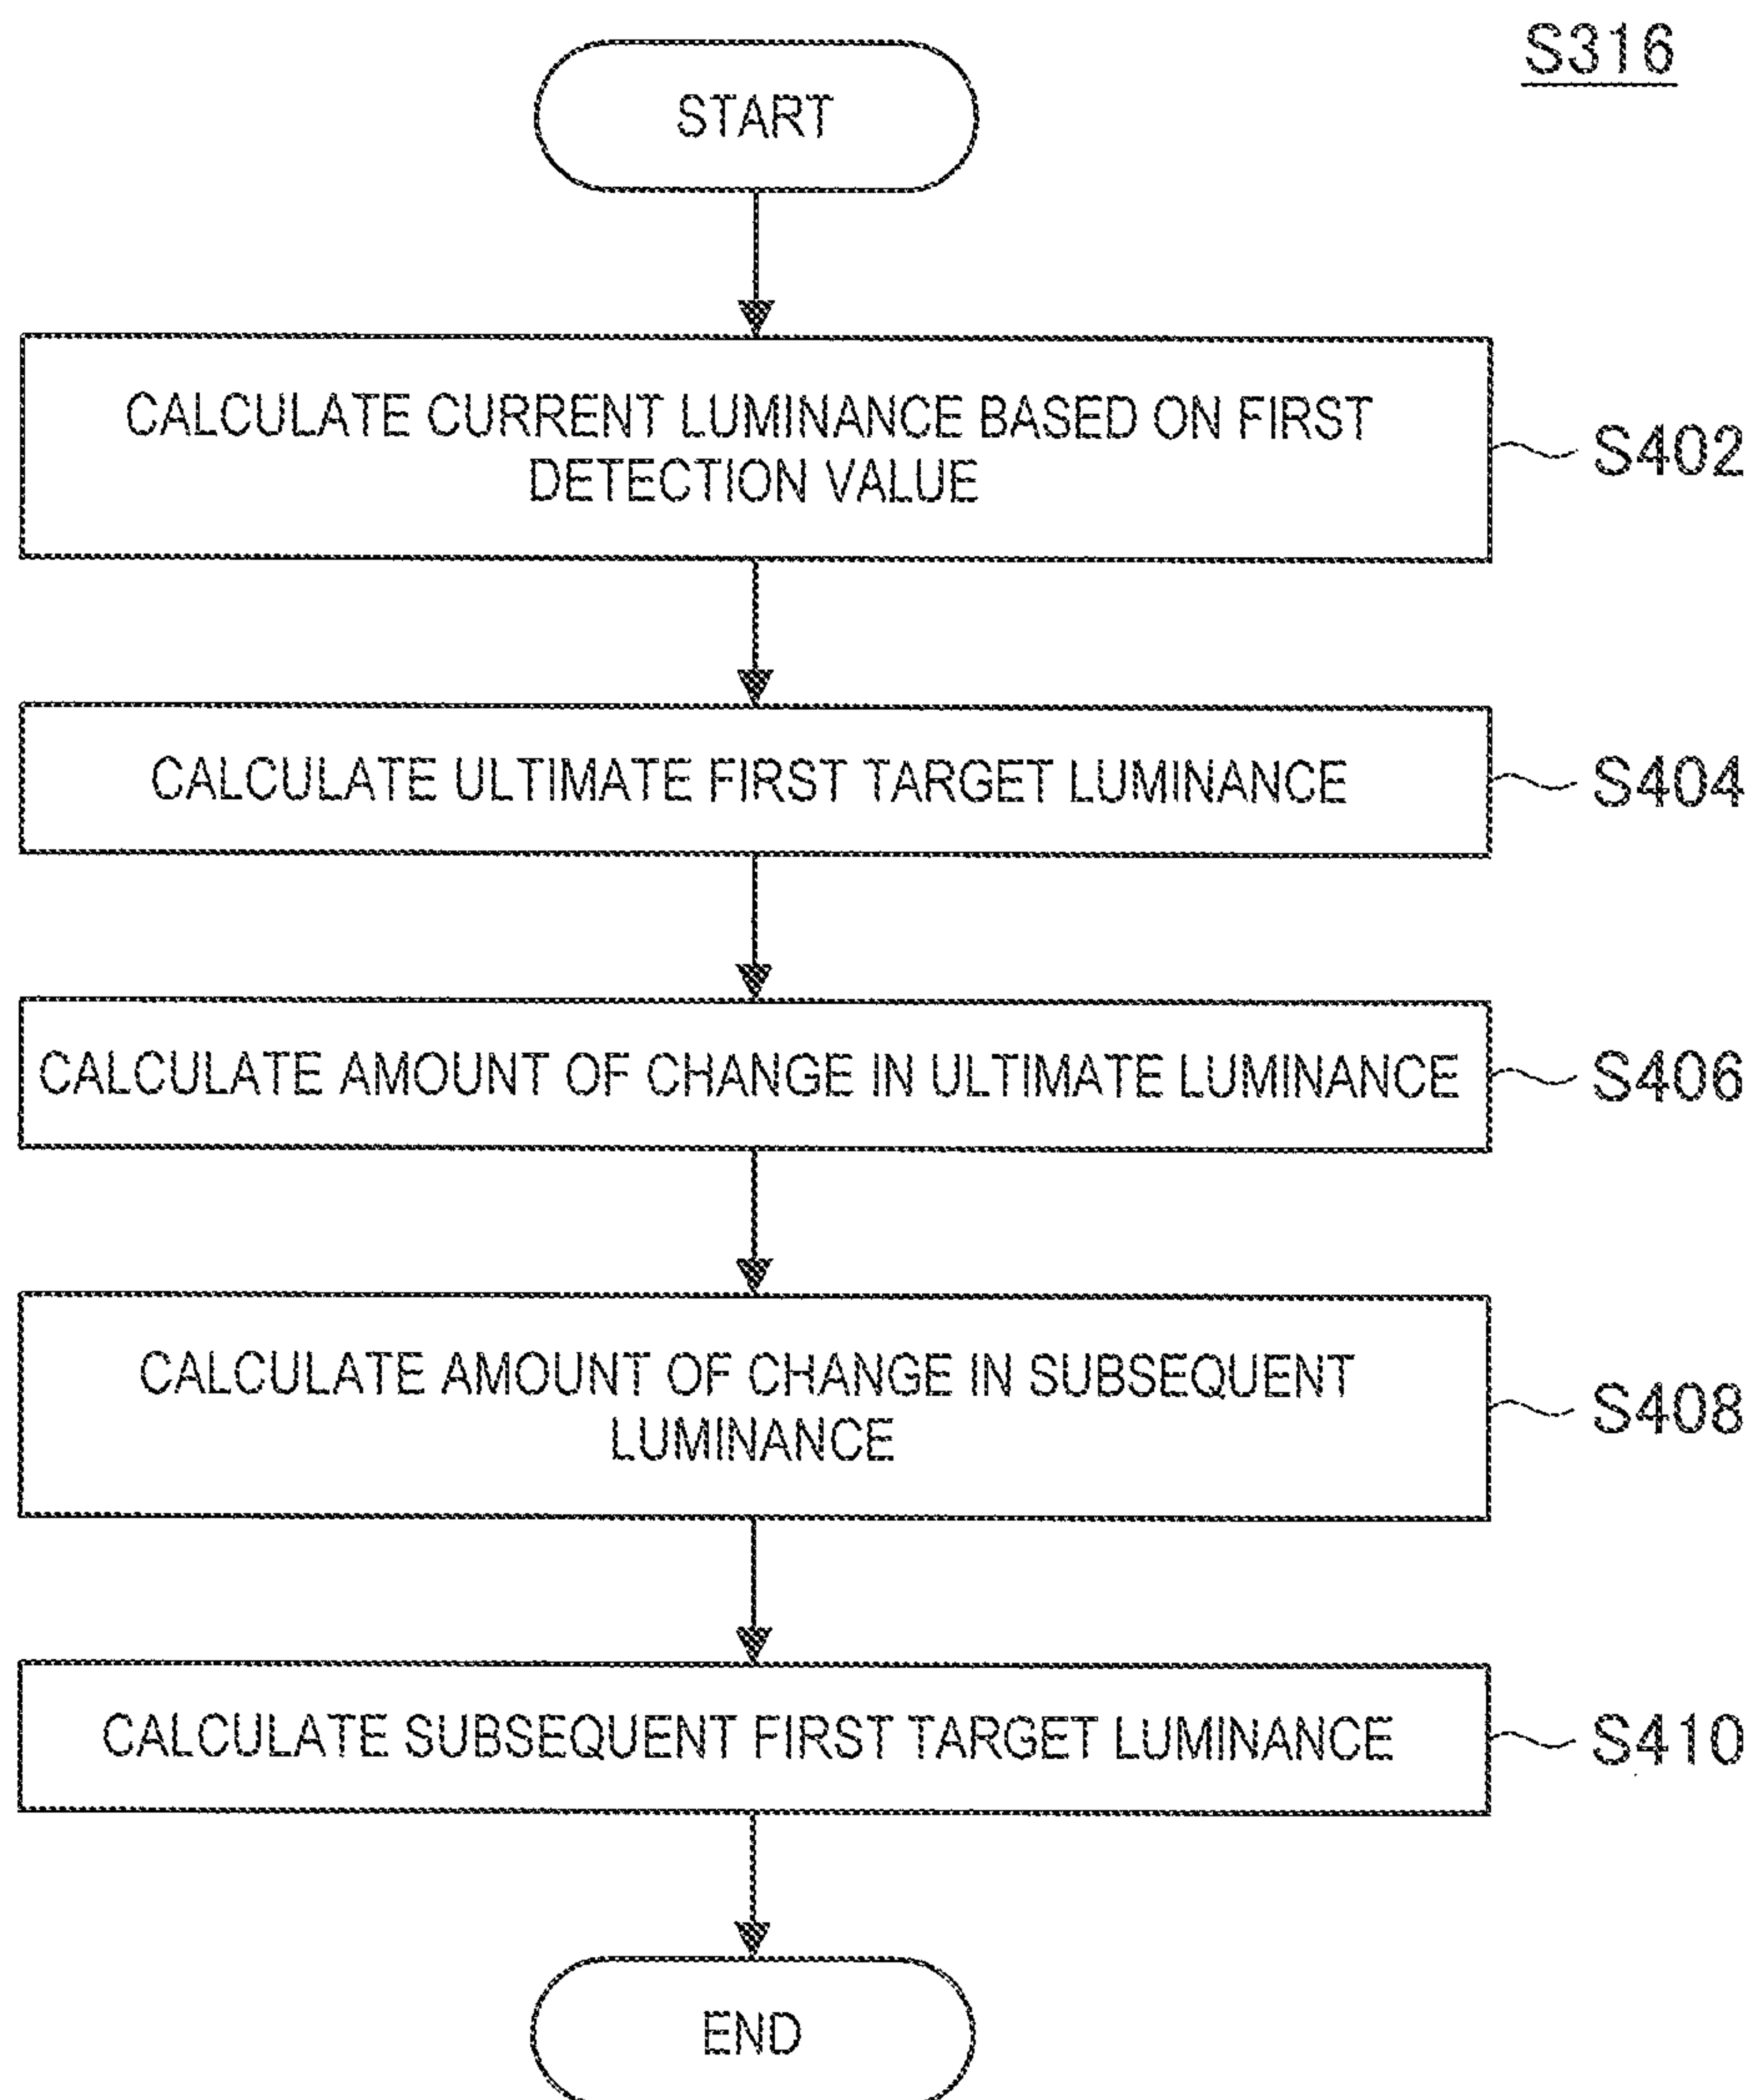 S316
START
CALCULATE CURRENT LUMINANCE BASED ON FIRST
DETECTION VALUE
S402
CALCULATE ULTIMATE FIRST TARGET LUMINANCE
S404
CALCULATE AMOUNT OF CHANGE IN ULTIMATE LUMINANCE
S406
CALCULATE AMOUNT OF CHANGE IN SUBSEQUENT
LUMINANCE
S408
CALCULATE SUBSEQUENT FIRST TARGET LUMINANCE
S410
END